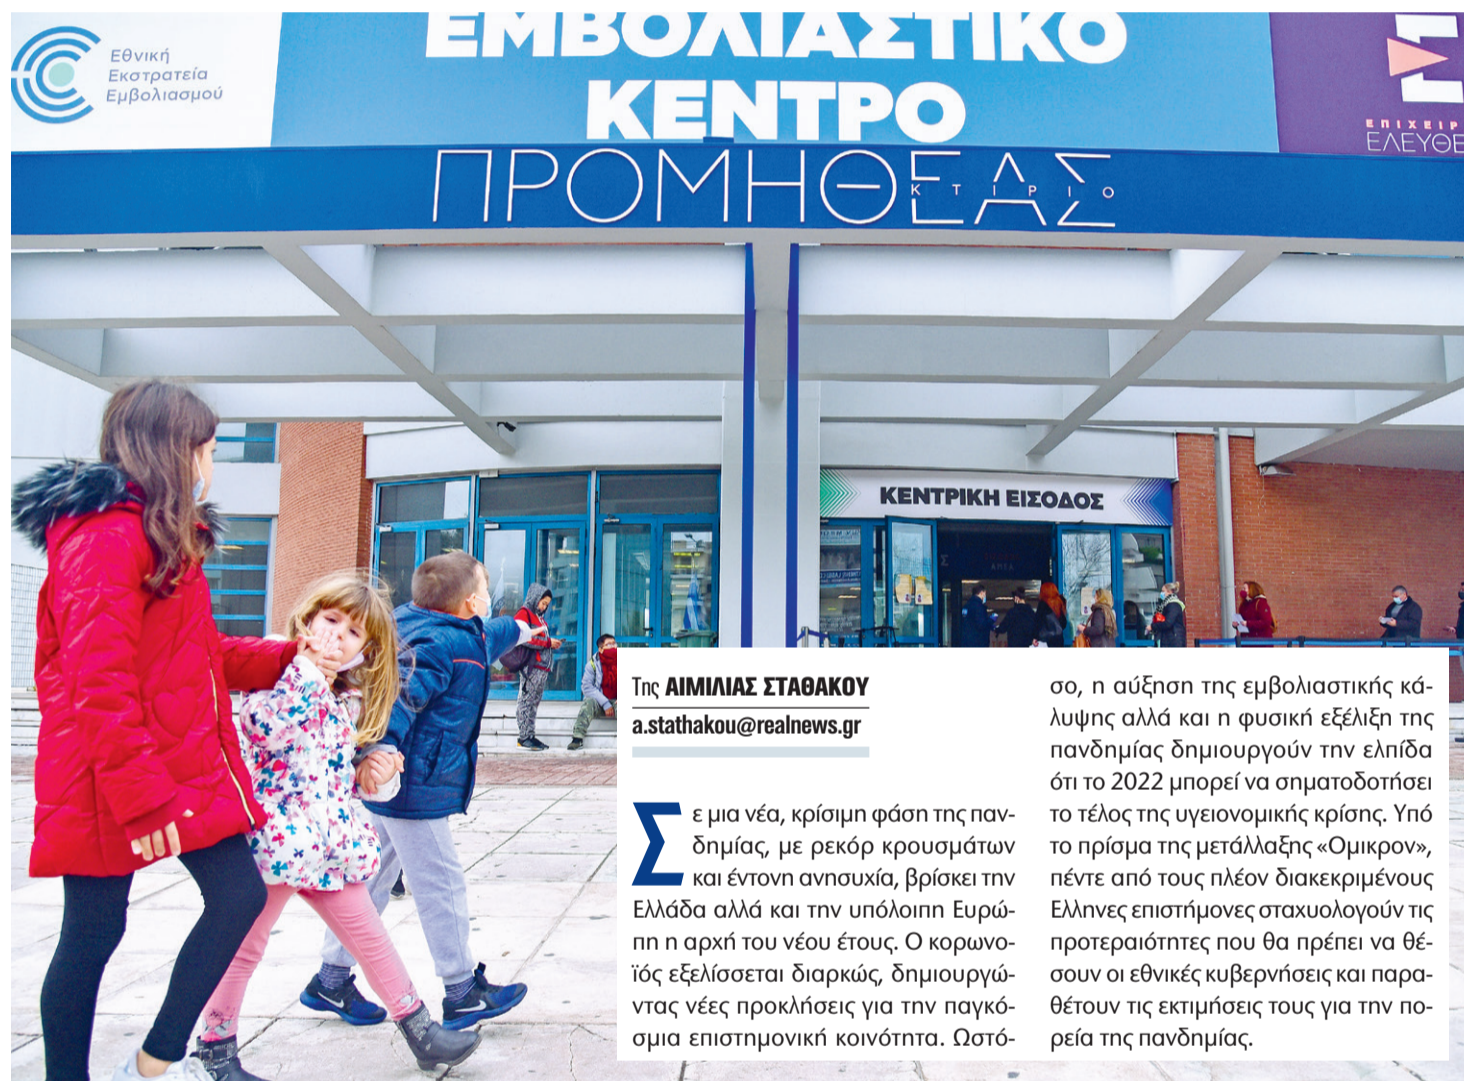 Εθνική
Εκστρατεία
Εμβολιασμού
ΕΜΒΟΛΙΑΣΤΙΚΟ
ΚΕΝΤΡΟ
ΕΠΙΧΕΙΡ
ΕΛΕΥΘΕ
ΠΡΟΜΗΘΕΑΣ
ΚΤΙΡΙΟ
ΚΕΝΤΡΙΚΗ ΕΙΣΟΔΟΣ
Της ΑΙΜΙΛΙΑΣ ΣΤΑΘΑΚΟΥ
a.stathakou@realnews.gr
Σε μια νέα, κρίσιμη φάση της παν-
δημίας, με ρεκόρ κρουσμάτων
και έντονη ανησυχία, βρίσκει την
Ελλάδα αλλά και την υπόλοιπη Ευρώ-
πη η αρχή του νέου έτους. Ο κορωνο-
ϊός εξελίσσεται διαρκώς, δημιουργώ-
ντας νέες προκλήσεις για την παγκό-
σμια επιστημονική κοινότητα. Ωστό-
σο, η αύξηση της εμβολιαστικής κά-
λυψης αλλά και η φυσική εξέλιξη της
πανδημίας δημιουργούν την ελπίδα
ότι το 2022 μπορεί να σηματοδοτήσει
το τέλος της υγειονομικής κρίσης. Υπό
το πρίσμα της μετάλλαξης «Ομικρον»,
πέντε από τους πλέον διακεκριμένους
Ελληνες επιστήμονες σταχυολογούν τις
προτεραιότητες που θα πρέπει να θέ-
σουν οι εθνικές κυβερνήσεις και παρα-
θέτουν τις εκτιμήσεις τους για την πο-
ρεία της πανδημίας.